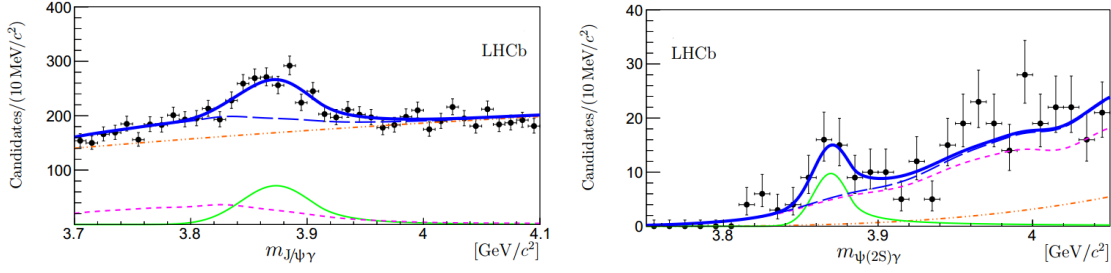 400
300
200
100
0
Candidates/(10 MeV/c²)
LHCb
3.7
3.8
3.9
4
4.1
m_J/ψγ
[GeV/c²]
40
30
20
10
0
Candidates/(10 MeV/c²)
LHCb
3.8
3.9
4
m_ψ(2S)γ
[GeV/c²]